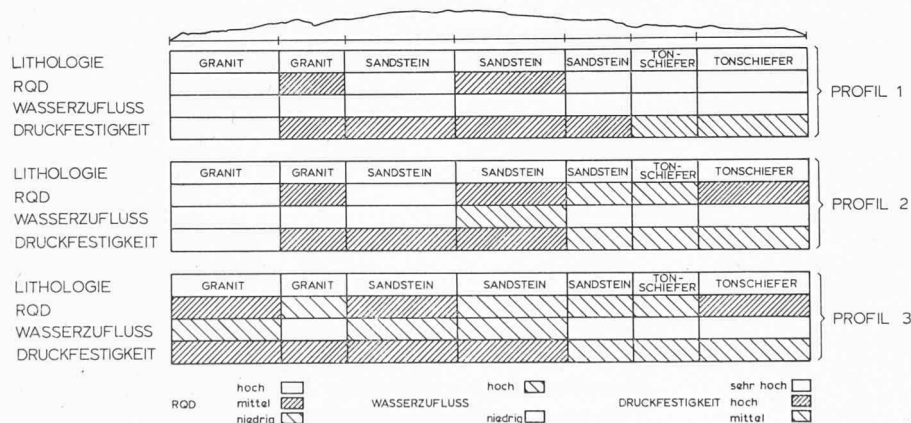 LITHOLOGIE GRANIT GRANIT SANDSTEIN SANDSTEIN SANDSTEIN TON-SCHIEFER TONSCHIEFER
RQD
WASSERZUFLUSS
DRUCKFESTIGKEIT
PROFIL 1
LITHOLOGIE GRANIT GRANIT SANDSTEIN SANDSTEIN SANDSTEIN TON-SCHIEFER TONSCHIEFER
RQD
WASSERZUFLUSS
DRUCKFESTIGKEIT
PROFIL 2
LITHOLOGIE GRANIT GRANIT SANDSTEIN SANDSTEIN SANDSTEIN TON-SCHIEFER TONSCHIEFER
RQD
WASSERZUFLUSS
DRUCKFESTIGKEIT
PROFIL 3
RQD
hoch
mittel
niedrig
WASSERZUFLUSS
hoch
niedrig
DRUCKFESTIGKEIT
sehr hoch
hoch
mittel